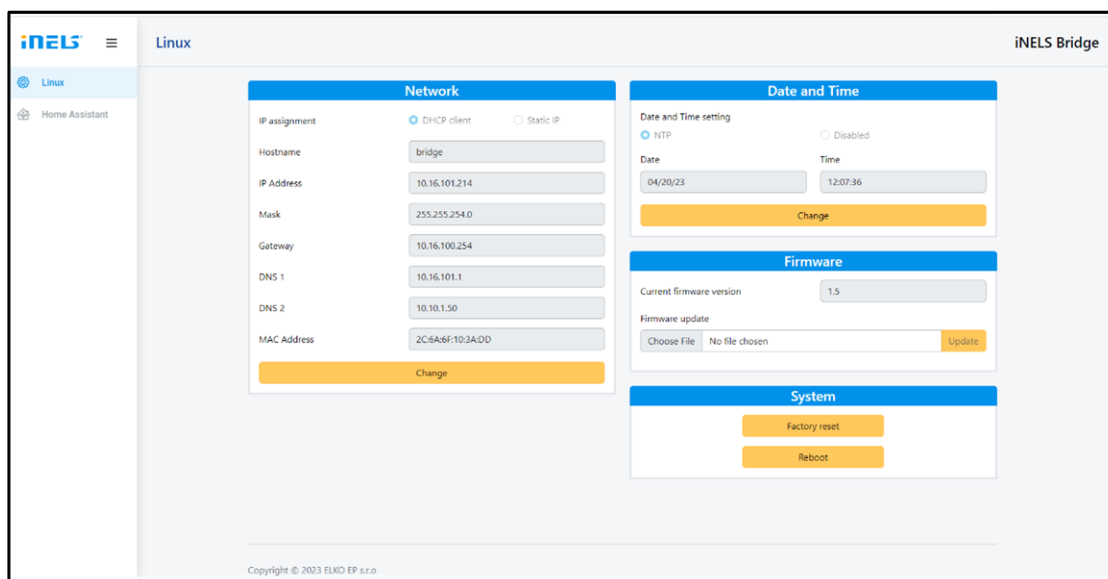 iNELS
Linux
iNELS Bridge
Linux
Home Assistant
Network
IP assignment
DHCP client
Static IP
Hostname
bridge
IP Address
10.16.101.214
Mask
255.255.254.0
Gateway
10.16.100.254
DNS 1
10.16.101.1
DNS 2
10.10.1.50
MAC Address
2C:6A:6F:10:3A:DD
Change
Date and Time
Date and Time setting
NTP
Disabled
Date
Time
04/20/23
12:07:36
Change
Firmware
Current firmware version
1.5
Firmware update
Choose File
No file chosen
Update
System
Factory reset
Reboot
Copyright © 2023 ELKO EP s.r.o